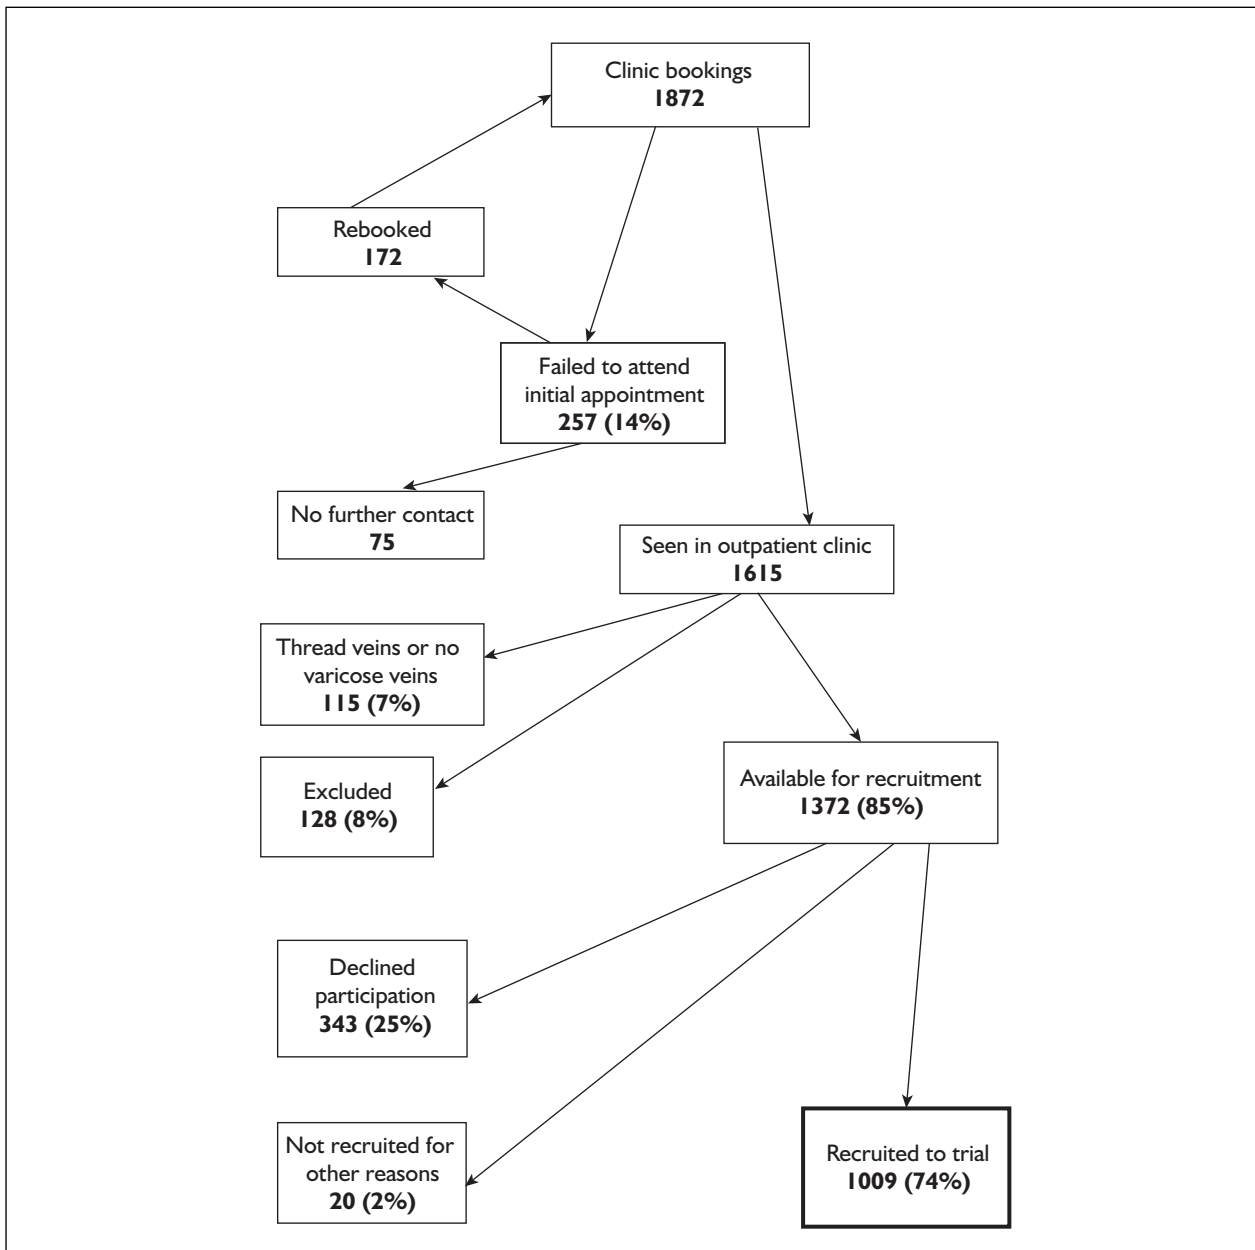 Clinic bookings
1872
Rebooked
172
Failed to attend
initial appointment
257 (14%)
No further contact
75
Seen in outpatient clinic
1615
Thread veins or no
varicose veins
115 (7%)
Excluded
128 (8%)
Available for recruitment
1372 (85%)
Declined
participation
343 (25%)
Not recruited for
other reasons
20 (2%)
Recruited to trial
1009 (74%)